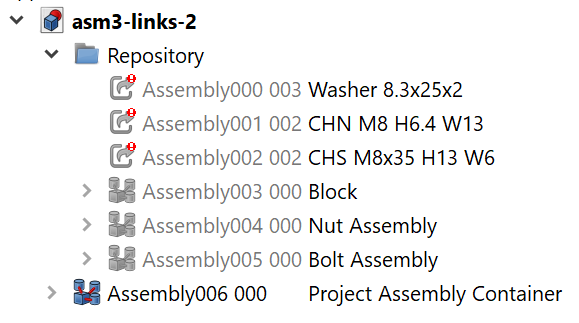 asm3-links-2
Repository
Assembly000 003 Washer 8.3x25x2
Assembly001 002 CHN M8 H6.4 W13
Assembly002 002 CHS M8x35 H13 W6
Assembly003 000 Block
Assembly004 000 Nut Assembly
Assembly005 000 Bolt Assembly
Assembly006 000 Project Assembly Container